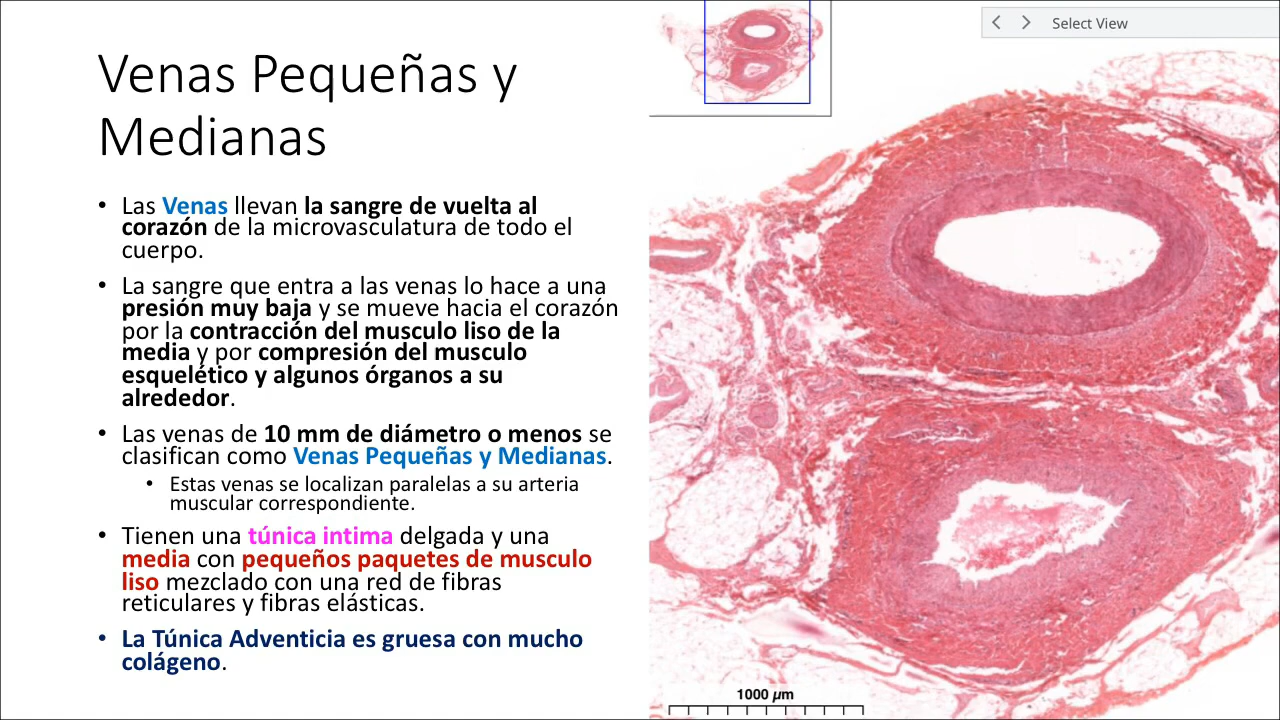 Venas Pequeñas y
Medianas
• Las Venas llevan la sangre de vuelta al
corazón de la microvasculatura de todo el
cuerpo.
• La sangre que entra a las venas lo hace a una
presión muy baja y se mueve hacia el corazón
por la contracción del musculo liso de la
media y por compresión del musculo
esquelético y algunos órganos a su
alrededor.
• Las venas de 10 mm de diámetro o menos se
clasifican como Venas Pequeñas y Medianas.
• Estas venas se localizan paralelas a su arteria
muscular correspondiente.
• Tienen una túnica intima delgada y una
media con pequeños paquetes de musculo
liso mezclado con una red de fibras
reticulares y fibras elásticas.
• La Túnica Adventicia es gruesa con mucho
colágeno.
Select View
1000 µm